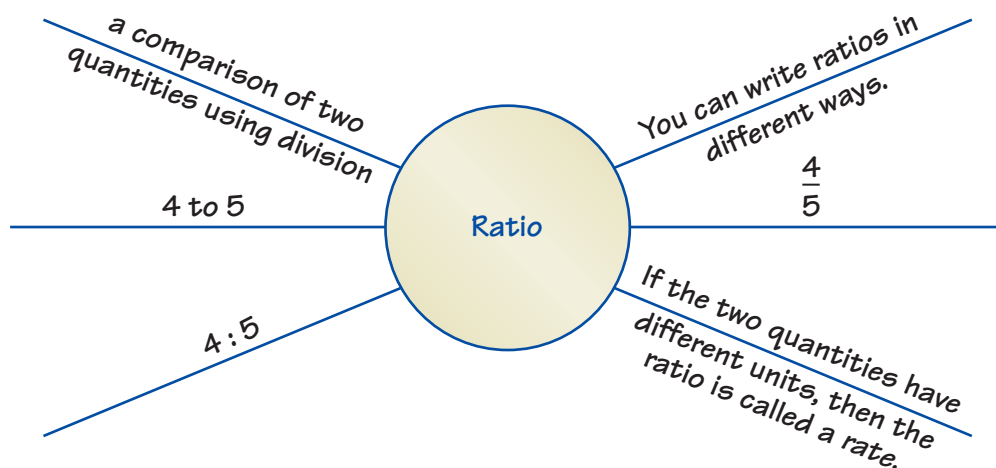 a comparison of two
quantities using division
4 to 5
4 : 5
Ratio
You can write ratios in
different ways.
4
5
If the two quantities have
different units, then the
ratio is called a rate.